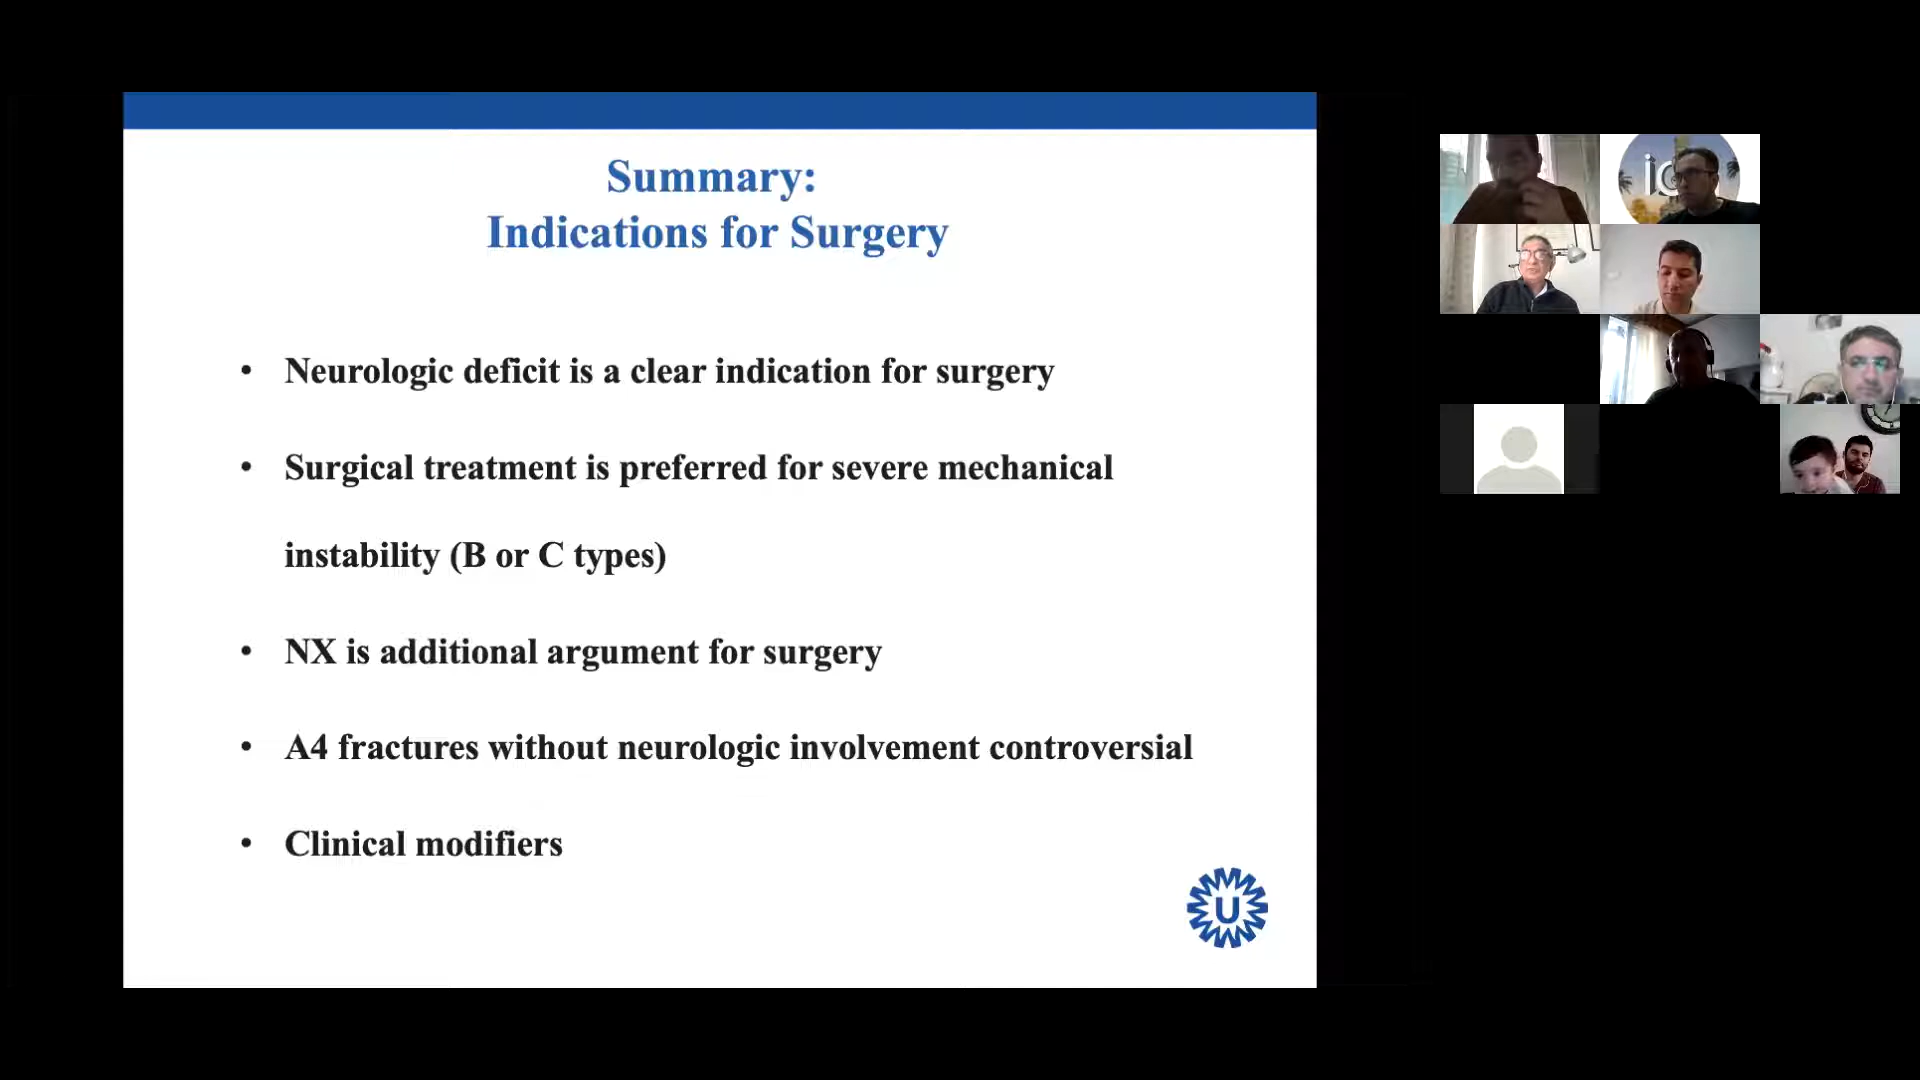 Summary:
Indications for Surgery
• Neurologic deficit is a clear indication for surgery
• Surgical treatment is preferred for severe mechanical
instability (B or C types)
• NX is additional argument for surgery
• A4 fractures without neurologic involvement controversial
• Clinical modifiers
U